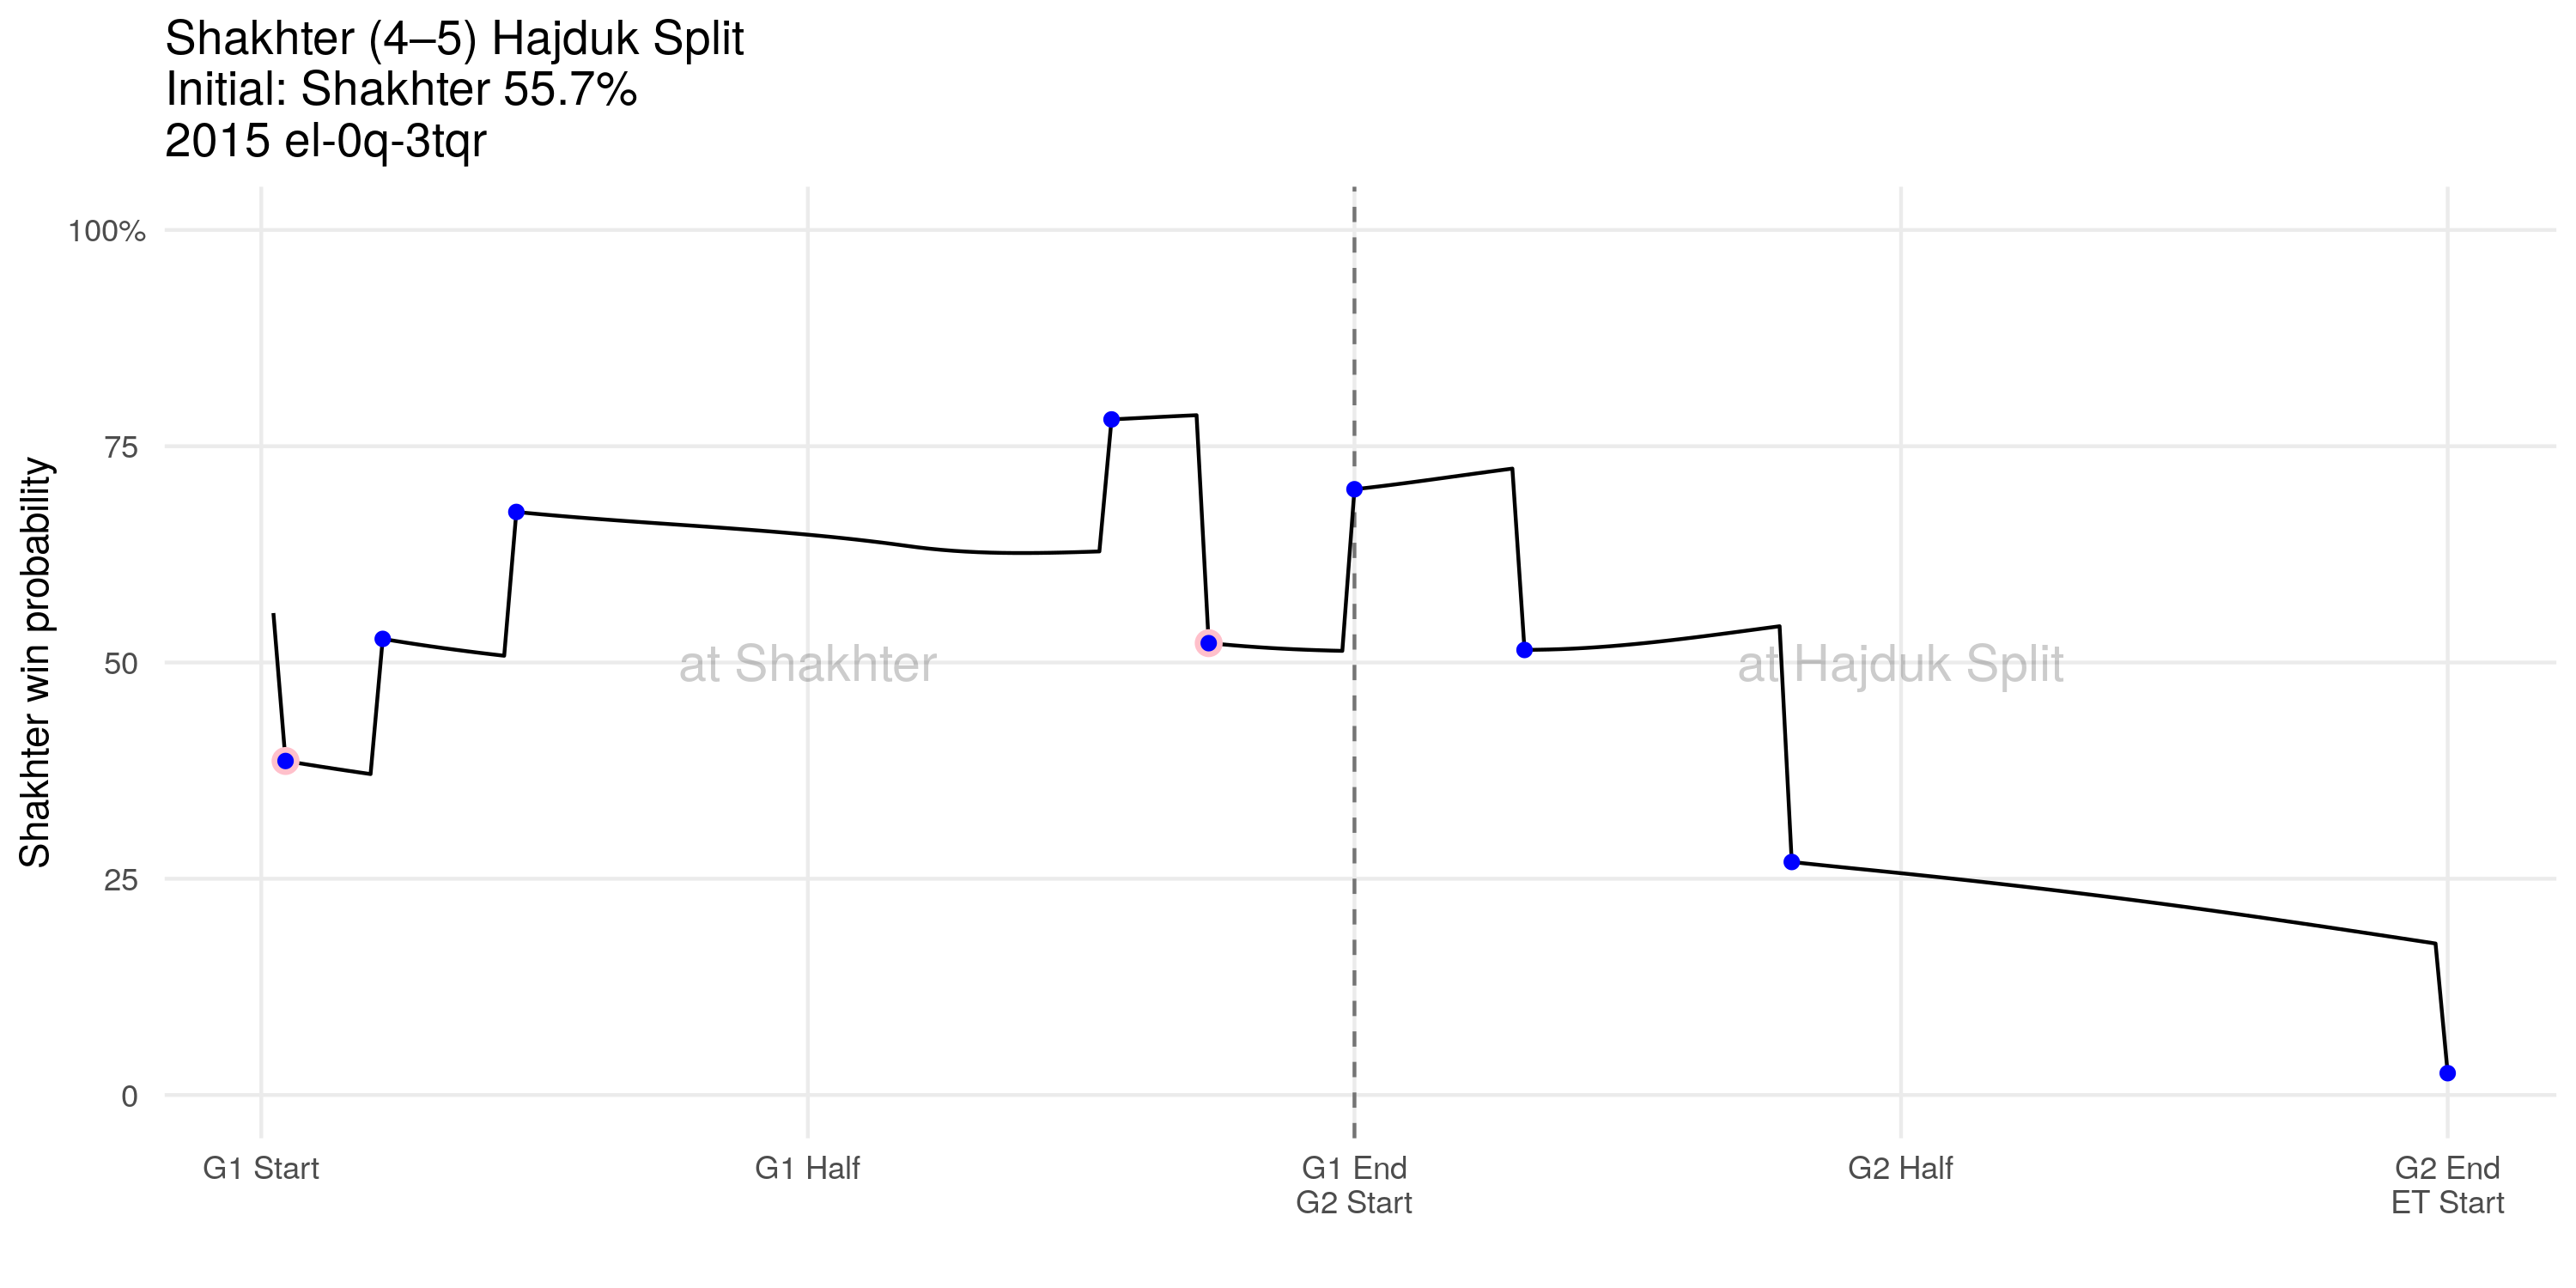 Shakhter (4–5) Hajduk Split
Initial: Shakhter 55.7%
2015 el-0q-3tqr
Shakhter win probability
100%
75
50
25
0
at Shakhter
at Hajduk Split
G1 Start
G1 Half
G1 End
G2 Start
G2 Half
G2 End
ET Start